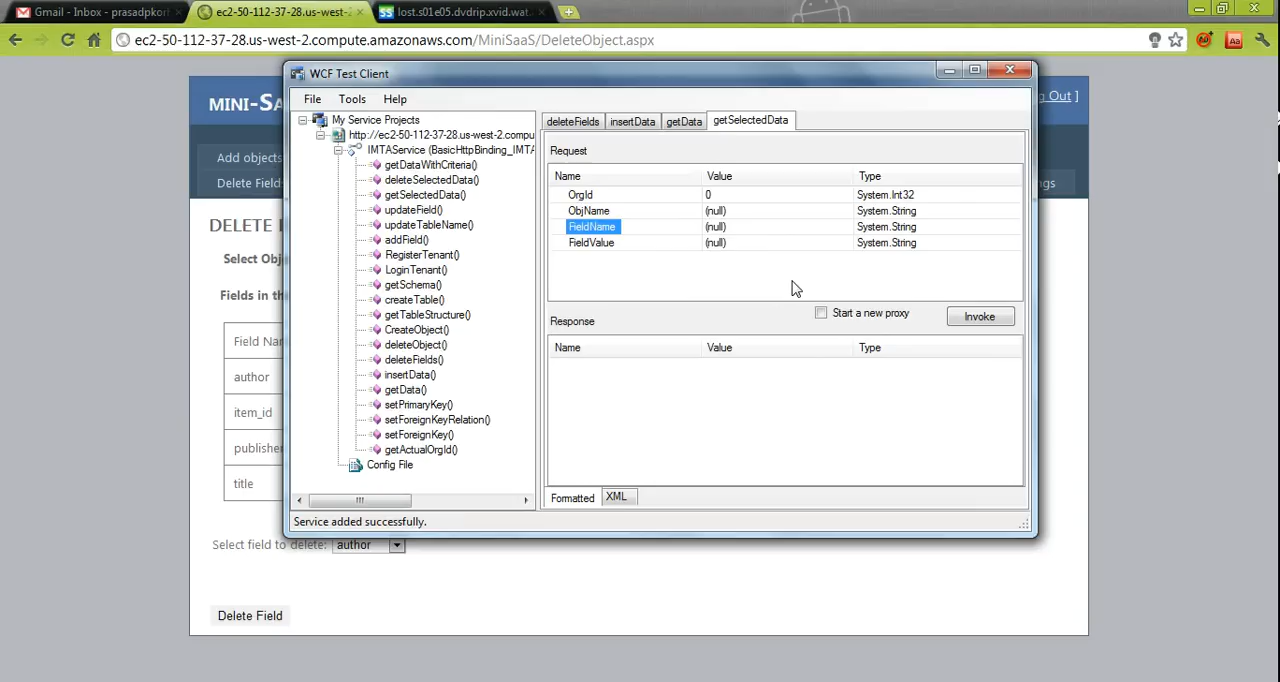 Gmail - Inbox - prasadpkor
ec2-50-112-37-28.us-west-2.
lost.s01e05.dvdrip.xvid.wat
ec2-50-112-37-28.us-west-2.compute.amazonaws.com/MiniSaaS/DeleteObject.aspx
WCF Test Client
MINI-SA
g Out ]
File Tools Help
My Service Projects
http://ec2-50-112-37-28.us-west-2.compu
IMTAService (BasicHttpBinding_IMTA
getDataWithCriteria()
deleteSelectedData()
getSelectedData()
updateField()
updateTableName()
addField()
RegisterTenant()
LoginTenant()
getSchema()
createTable()
getTableStructure()
CreateObject()
deleteObject()
deleteFields()
insertData()
getData()
setPrimaryKey()
setForeignKeyRelation()
setForeignKey()
getActualOrgId()
Config File
deleteFields insertData getData getSelectedData
Request
Name Value Type
OrgId 0 System.Int32
ObjName (null) System.String
FieldName (null) System.String
FieldValue (null) System.String
Start a new proxy Invoke
Response
Name Value Type
Formatted XML
Service added successfully.
Add objects
Delete Field
ngs
DELETE
Select Obj
Fields in th
Field Nar
author
item_id
publisher
title
Select field to delete: author
Delete Field